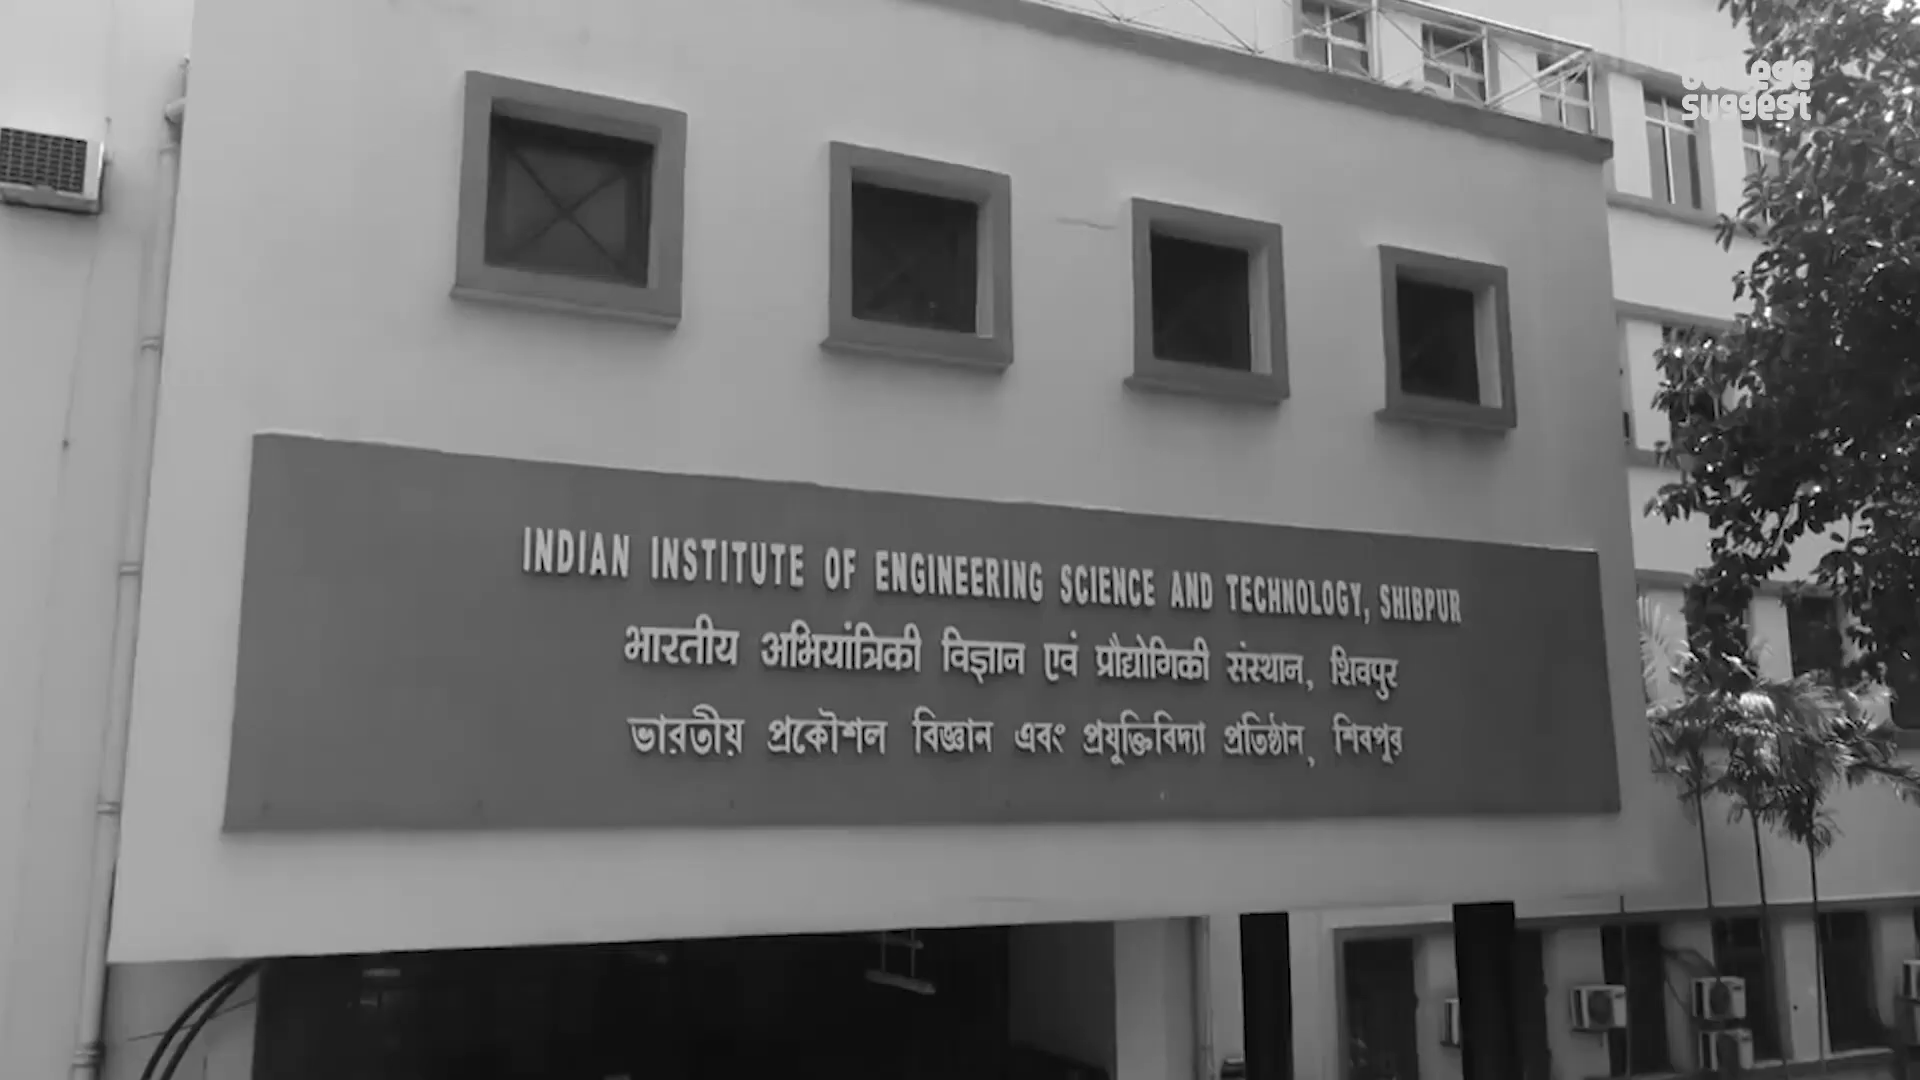 college
suggest
INDIAN INSTITUTE OF ENGINEERING SCIENCE AND TECHNOLOGY, SHIBPUR
भारतीय अभियांत्रिकी विज्ञान एवं प्रौद्योगिकी संस्थान, शिवपुर
ভারতীয় প্রকৌশল বিজ্ঞান এবং প্রযুক্তিবিদ্যা প্রতিষ্ঠান, শিবপুর